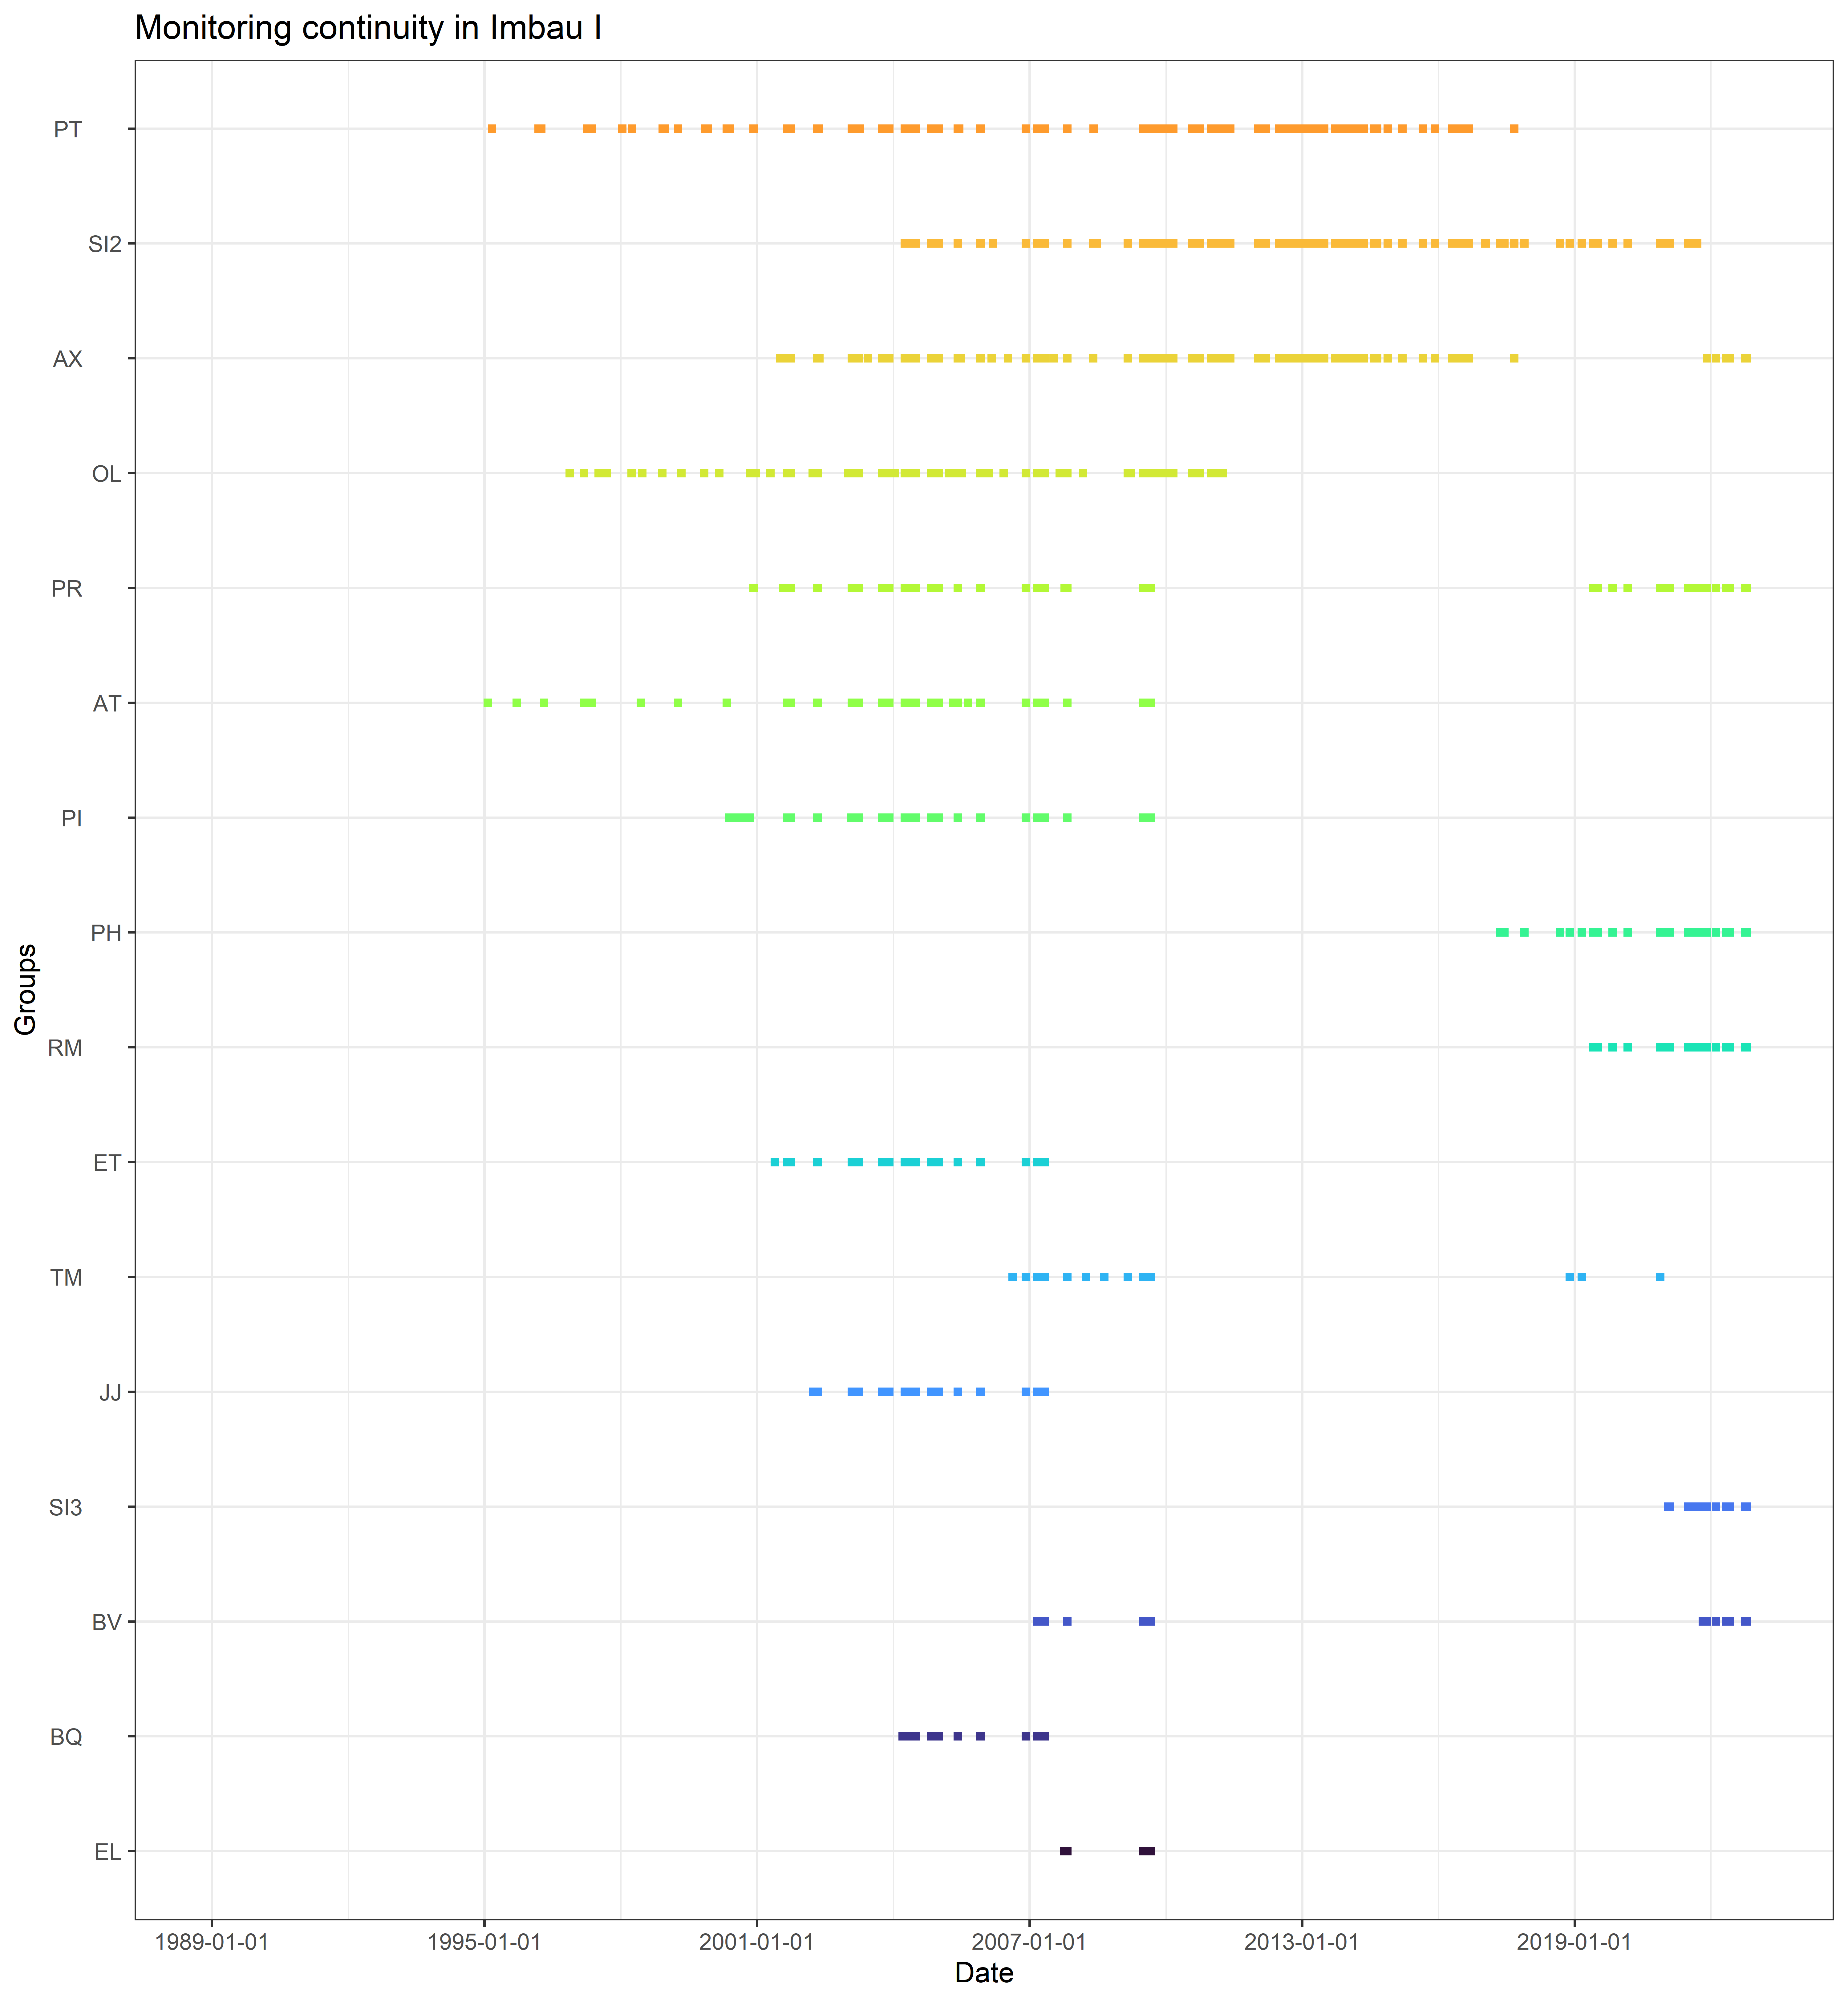 Monitoring continuity in Imbau I
PT
SI2
AX
OL
PR
AT
PI
PH
RM
ET
TM
JJ
SI3
BV
BQ
EL
Groups
1989-01-01
1995-01-01
2001-01-01
2007-01-01
2013-01-01
2019-01-01
Date